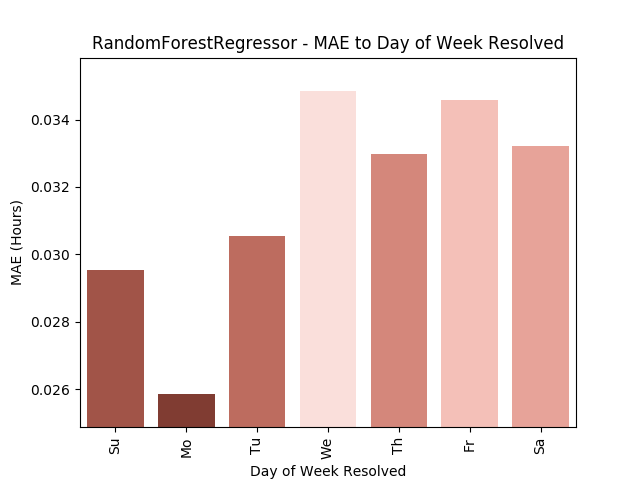 RandomForestRegressor - MAE to Day of Week Resolved
MAE (Hours)
0.034
0.032
0.030
0.028
0.026
Su
Mo
Tu
We
Th
Fr
Sa
Day of Week Resolved